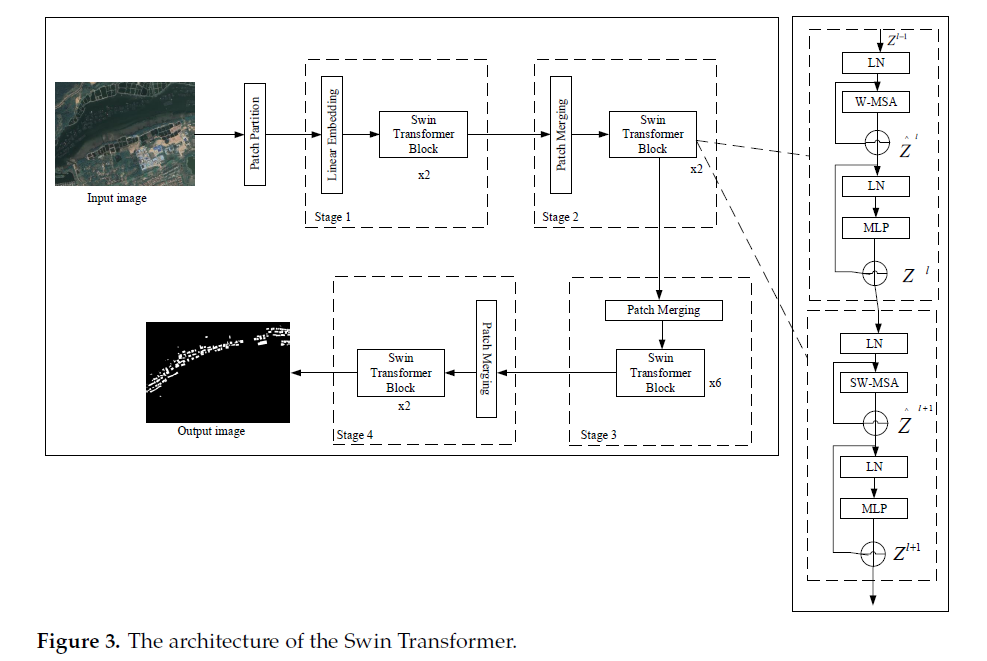 Input image
Patch Partition
Linear Embedding
Swin
Transformer
Block
x2
Stage 1
Patch Merging
Swin
Transformer
Block
x2
Stage 2
Patch Merging
Swin
Transformer
Block
x6
Stage 3
Patch Merging
Swin
Transformer
Block
x2
Stage 4
Output image
Z^{l-1}
LN
W-MSA
\hat{Z}^{l}
LN
MLP
Z^{l}
LN
SW-MSA
\hat{Z}^{l+1}
LN
MLP
Z^{l+1}
Figure 3. The architecture of the Swin Transformer.